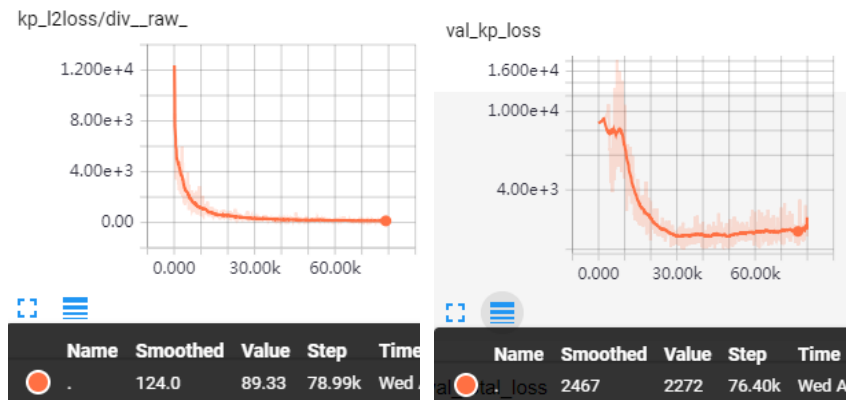 kp_l2loss/div__raw_
1.200e+4
8.00e+3
4.00e+3
0.00
0.000 30.00k 60.00k
Name Smoothed Value Step Time
. 124.0 89.33 78.99k Wed
val_kp_loss
1.600e+4
1.000e+4
4.00e+3
0.000 30.00k 60.00k
Name Smoothed Value Step Time
. 2467 2272 76.40k Wed A